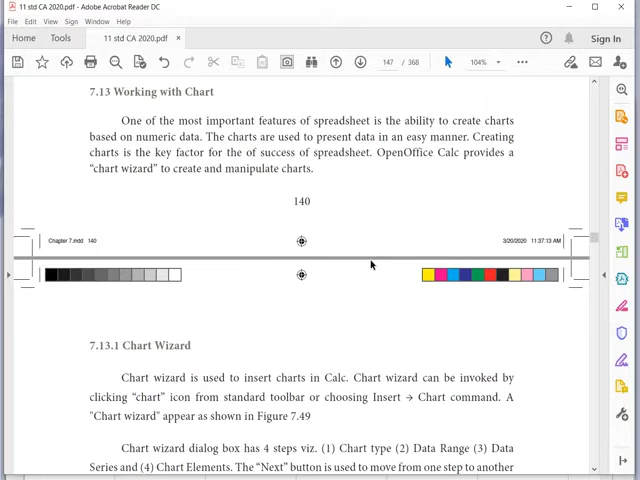 11 std CA 2020.pdf - Adobe Acrobat Reader DC
File Edit View Sign Window Help
Home Tools 11 std CA 2020.pdf × Sign In
147 / 368 104%
7.13 Working with Chart
One of the most important features of spreadsheet is the ability to create charts
based on numeric data. The charts are used to present data in an easy manner. Creating
charts is the key factor for the of success of spreadsheet. OpenOffice Calc provides a
“chart wizard” to create and manipulate charts.
140
Chapter 7.indd 140 3/20/2020 11:37:13 AM
7.13.1 Chart Wizard
Chart wizard is used to insert charts in Calc. Chart wizard can be invoked by
clicking “chart” icon from standard toolbar or choosing Insert → Chart command. A
"Chart wizard" appear as shown in Figure 7.49
Chart wizard dialog box has 4 steps viz. (1) Chart type (2) Data Range (3) Data
Series and (4) Chart Elements. The “Next” button is used to move from one step to another